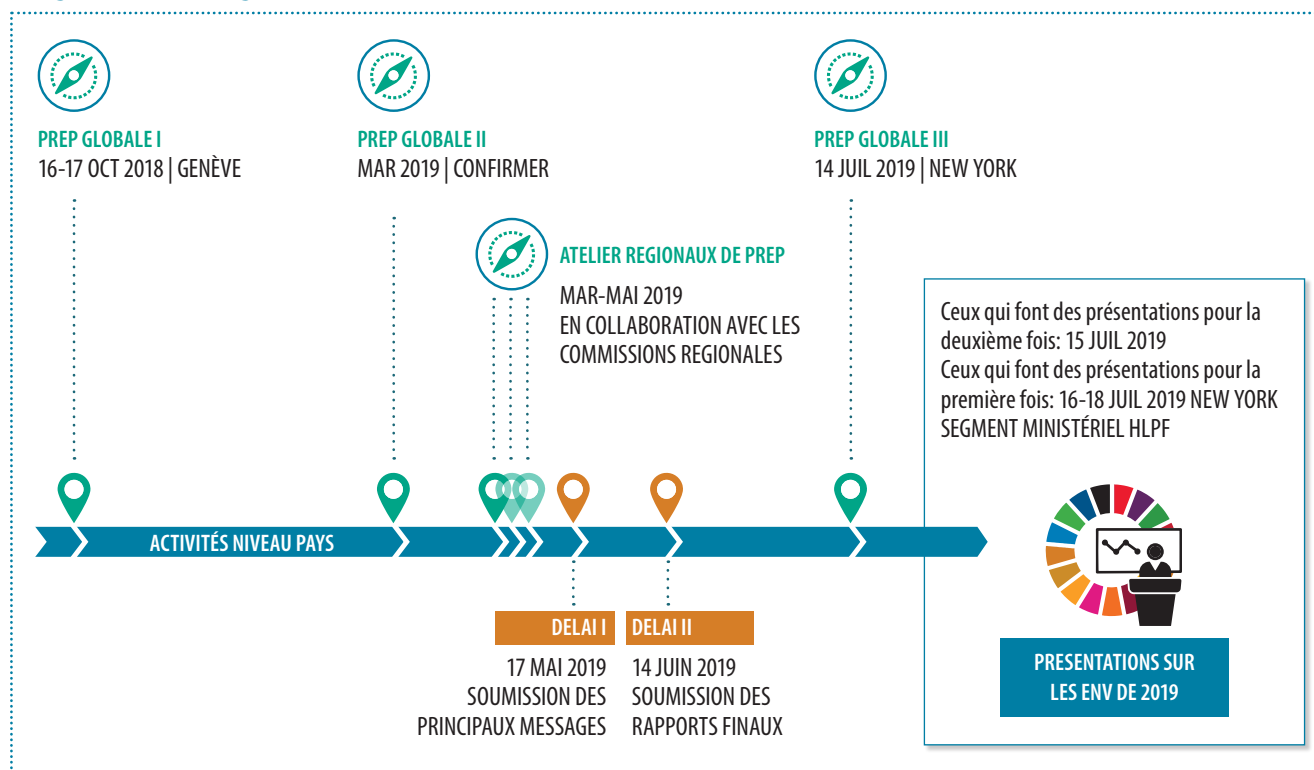 PREP GLOBALE I
16-17 OCT 2018 | GENÈVE
PREP GLOBALE II
MAR 2019 | CONFIRMER
PREP GLOBALE III
14 JUIL 2019 | NEW YORK
ATELIER REGIONAUX DE PREP
MAR-MAI 2019
EN COLLABORATION AVEC LES
COMMISSIONS REGIONALES
Ceux qui font des présentations pour la
deuxième fois: 15 JUIL 2019
Ceux qui font des présentations pour la
première fois: 16-18 JUIL 2019 NEW YORK
SEGMENT MINISTÉRIEL HLPF
ACTIVITÉS NIVEAU PAYS
DELAI I
17 MAI 2019
SOUMISSION DES
PRINCIPAUX MESSAGES
DELAI II
14 JUIN 2019
SOUMISSION DES
RAPPORTS FINAUX
PRESENTATIONS SUR
LES ENV DE 2019